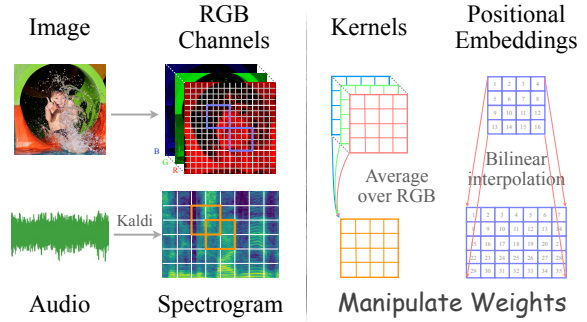 Image
RGB
Channels
Kernels
Positional
Embeddings
B
G
R
Average
over RGB
1 2 3 4
5 6 7 8
9 10 11 12
13 14 15 16
Bilinear
interpolation
Kaldi
1 2 3 4 5 6 7
8 9 10 11 12 13 14
15 16 17 18 19 20 21
22 23 24 25 26 27 28
29 30 31 32 33 34 35
Audio
Spectrogram
Manipulate Weights